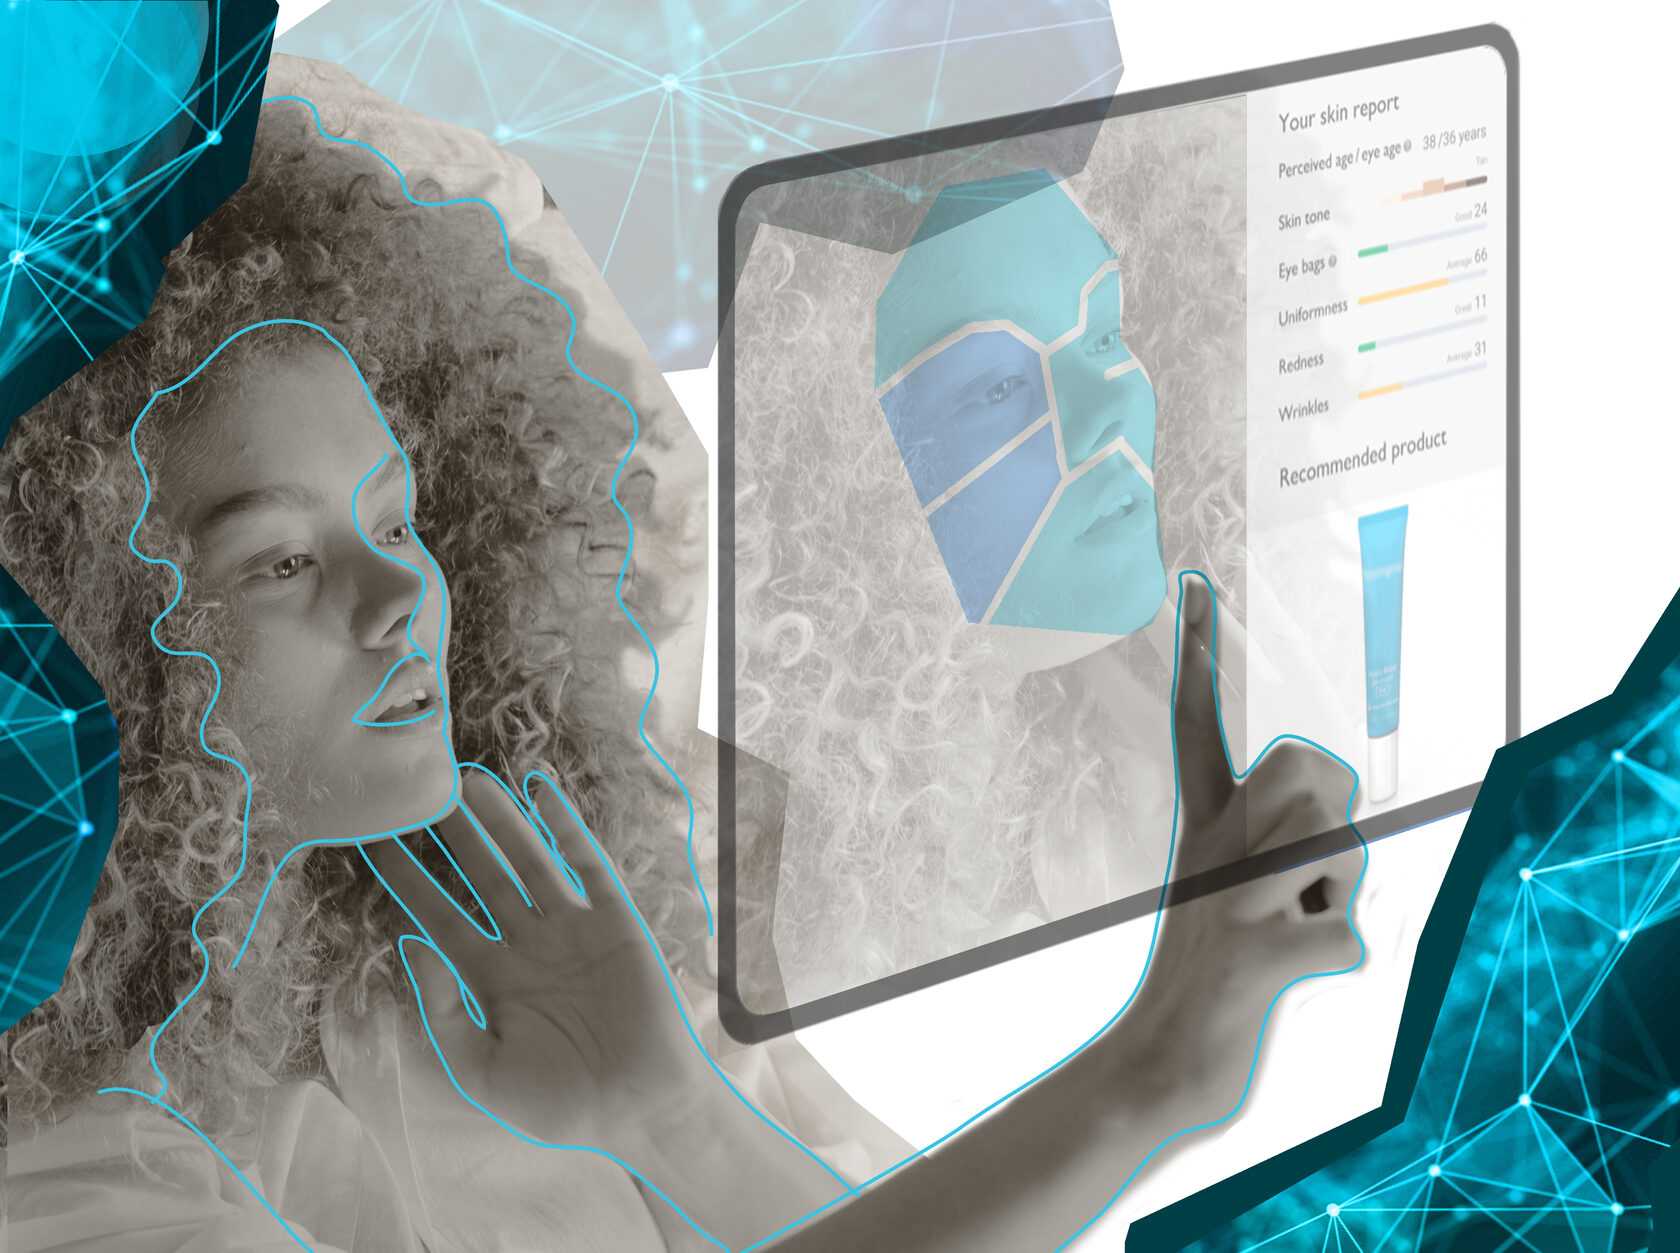 Your skin report
Perceived age / eye age 38 /36 years
Tan
Skin tone
Good 24
Eye bags
Average 66
Uniformness
Great 11
Redness
Average 31
Wrinkles
Recommended product